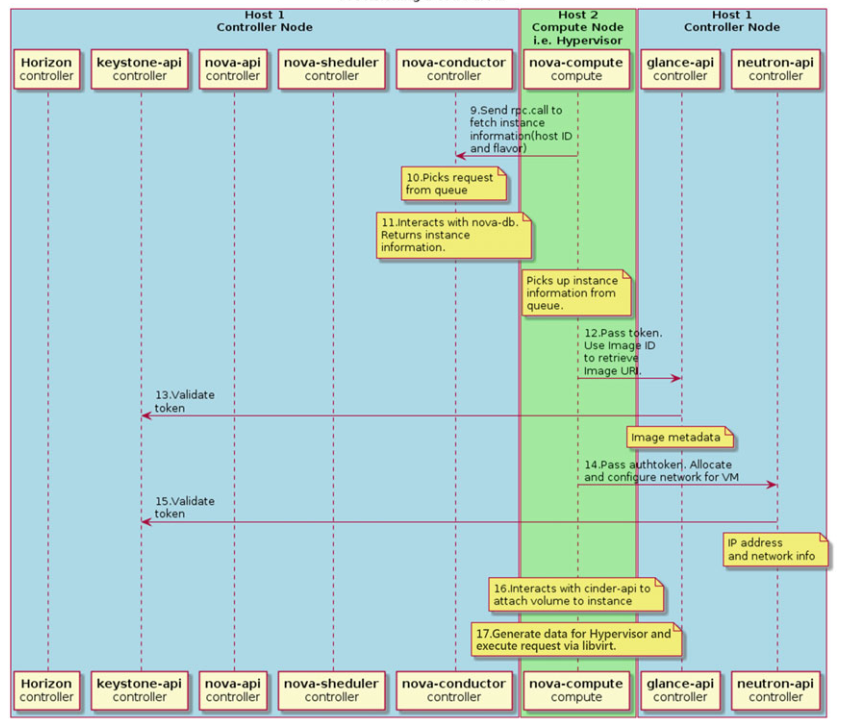 Host 1
Controller Node
Host 2
Compute Node
i.e. Hypervisor
Host 1
Controller Node
Horizon
controller
keystone-api
controller
nova-api
controller
nova-sheduler
controller
nova-conductor
controller
nova-compute
compute
glance-api
controller
neutron-api
controller
9.Send rpc.call to
fetch instance
information(host ID
and flavor)
10.Picks request
from queue
11.Interacts with nova-db.
Returns instance
information.
Picks up instance
information from
queue.
12.Pass token.
Use Image ID
to retrieve
Image URI.
13.Validate
token
Image metadata
14.Pass authtoken. Allocate
and configure network for VM
15.Validate
token
IP address
and network info
16.Interacts with cinder-api to
attach volume to instance
17.Generate data for Hypervisor and
execute request via libvirt.
Horizon
controller
keystone-api
controller
nova-api
controller
nova-sheduler
controller
nova-conductor
controller
nova-compute
compute
glance-api
controller
neutron-api
controller